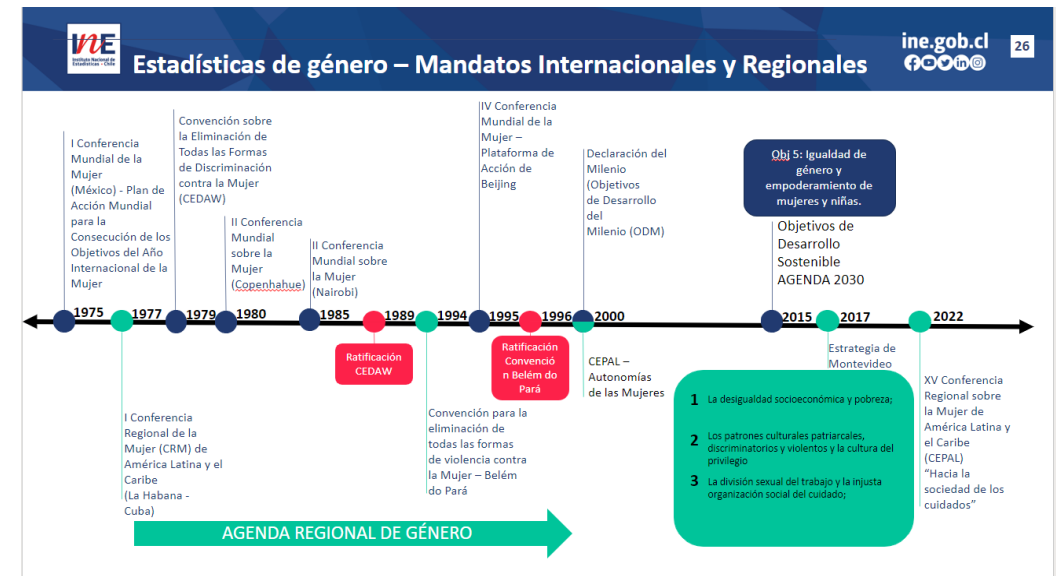 INE
Instituto Nacional de
Estadísticas - Chile
Estadísticas de género – Mandatos Internacionales y Regionales
ine.gob.cl
26
I Conferencia
Mundial de la
Mujer
(México) - Plan de
Acción Mundial
para la
Consecución de los
Objetivos del Año
Internacional de la
Mujer
Convención sobre
la Eliminación de
Todas las Formas
de Discriminación
contra la Mujer
(CEDAW)
II Conferencia
Mundial
sobre la
Mujer
(Copenhahue)
II Conferencia
Mundial sobre
la Mujer
(Nairobi)
IV Conferencia
Mundial de la
Mujer –
Plataforma de
Acción de
Beijing
Declaración del
Milenio
(Objetivos
de Desarrollo
del
Milenio (ODM)
Obj 5: Igualdad de
género y
empoderamiento de
mujeres y niñas.
Objetivos de
Desarrollo
Sostenible
AGENDA 2030
1975
1977
1979
1980
1985
1989
1994
1995
1996
2000
2015
2017
2022
I Conferencia
Regional de la
Mujer (CRM) de
América Latina y el
Caribe
(La Habana -
Cuba)
Ratificación
CEDAW
Convención para la
eliminación de
todas las formas
de violencia contra
la Mujer – Belém
do Pará
Ratificación
Convenció
n Belém do
Pará
CEPAL –
Autonomías
de las Mujeres
Estrategia de
Montevideo
1 La desigualdad socioeconómica y pobreza;
2 Los patrones culturales patriarcales,
discriminatorios y violentos y la cultura del
privilegio
3 La división sexual del trabajo y la injusta
organización social del cuidado;
XV Conferencia
Regional sobre
la Mujer de
América Latina y
el Caribe
(CEPAL)
“Hacia la
sociedad de los
cuidados”
AGENDA REGIONAL DE GÉNERO